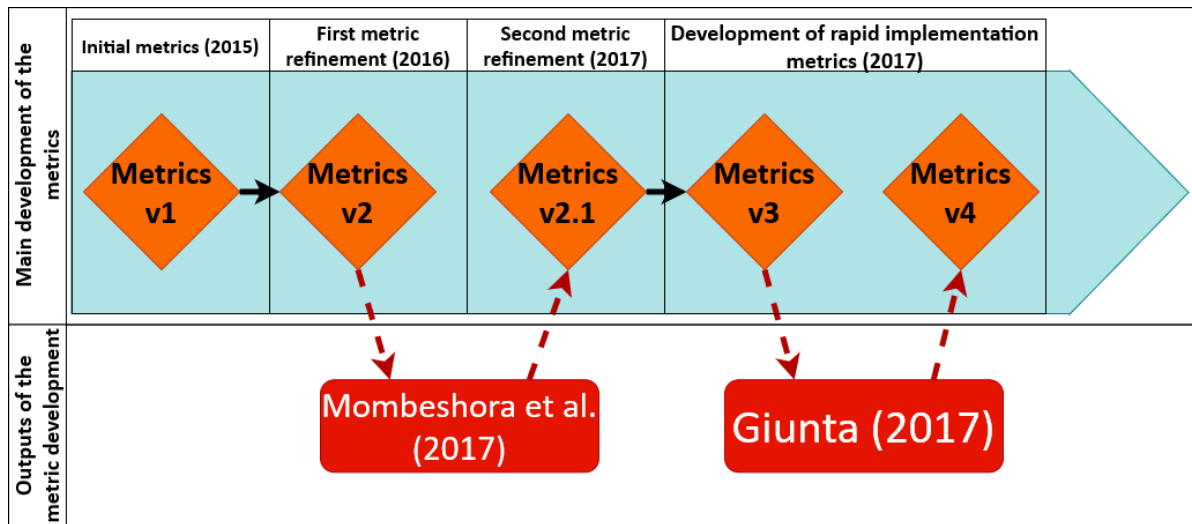 Main development of the
metrics
Initial metrics (2015)
First metric
refinement (2016)
Second metric
refinement (2017)
Development of rapid implementation
metrics (2017)
Metrics
v1
Metrics
v2
Metrics
v2.1
Metrics
v3
Metrics
v4
Outputs of the
metric development
Mombeshora et al.
(2017)
Giunta (2017)